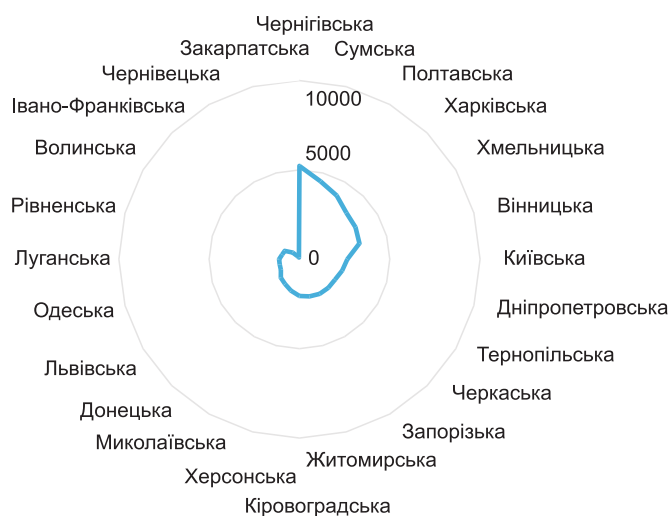 Чернігівська
Закарпатська
Сумська
Чернівецька
Полтавська
Івано-Франківська
10000
Харківська
Волинська
5000
Хмельницька
Рівненська
Вінницька
Луганська
0
Київська
Одеська
Дніпропетровська
Львівська
Тернопільська
Черкаська
Донецька
Запорізька
Миколаївська
Житомирська
Херсонська
Кіровоградська